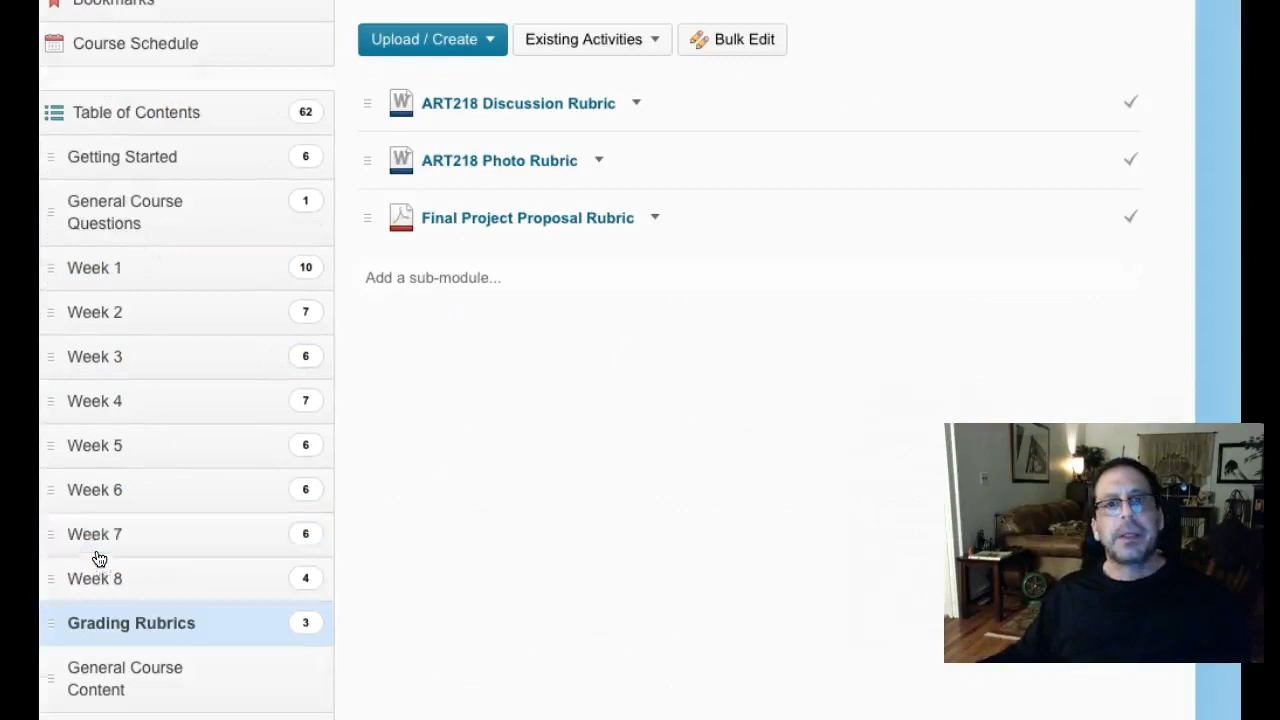 Bookmarks
Course Schedule
Table of Contents 62
Getting Started 6
General Course 1
Questions
Week 1 10
Week 2 7
Week 3 6
Week 4 7
Week 5 6
Week 6 6
Week 7 6
Week 8 4
Grading Rubrics 3
General Course
Content
Upload / Create Existing Activities Bulk Edit
W ART218 Discussion Rubric
W ART218 Photo Rubric
Final Project Proposal Rubric
Add a sub-module...